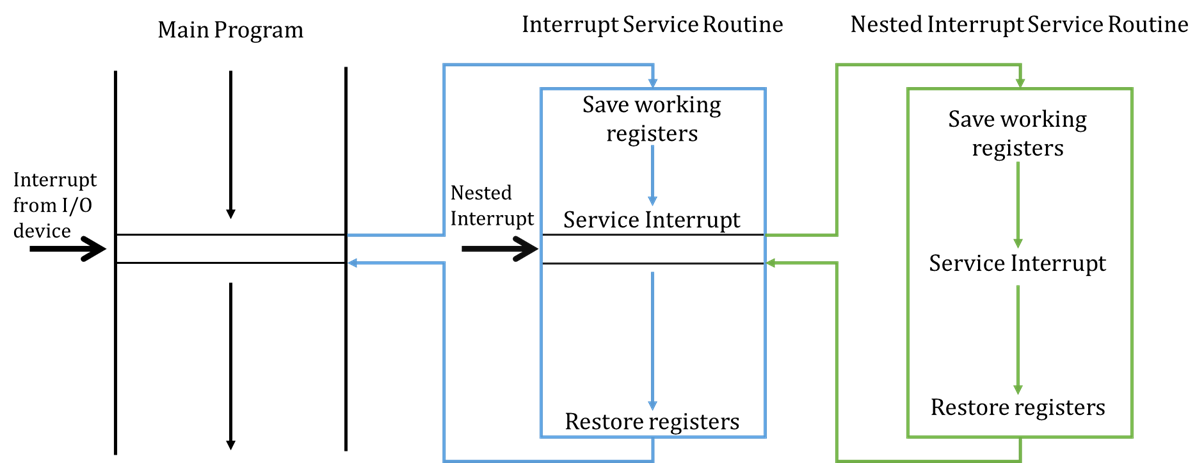 Main Program
Interrupt Service Routine
Nested Interrupt Service Routine
Interrupt
from I/O
device
Nested
Interrupt
Save working
registers
Service Interrupt
Restore registers
Save working
registers
Service Interrupt
Restore registers